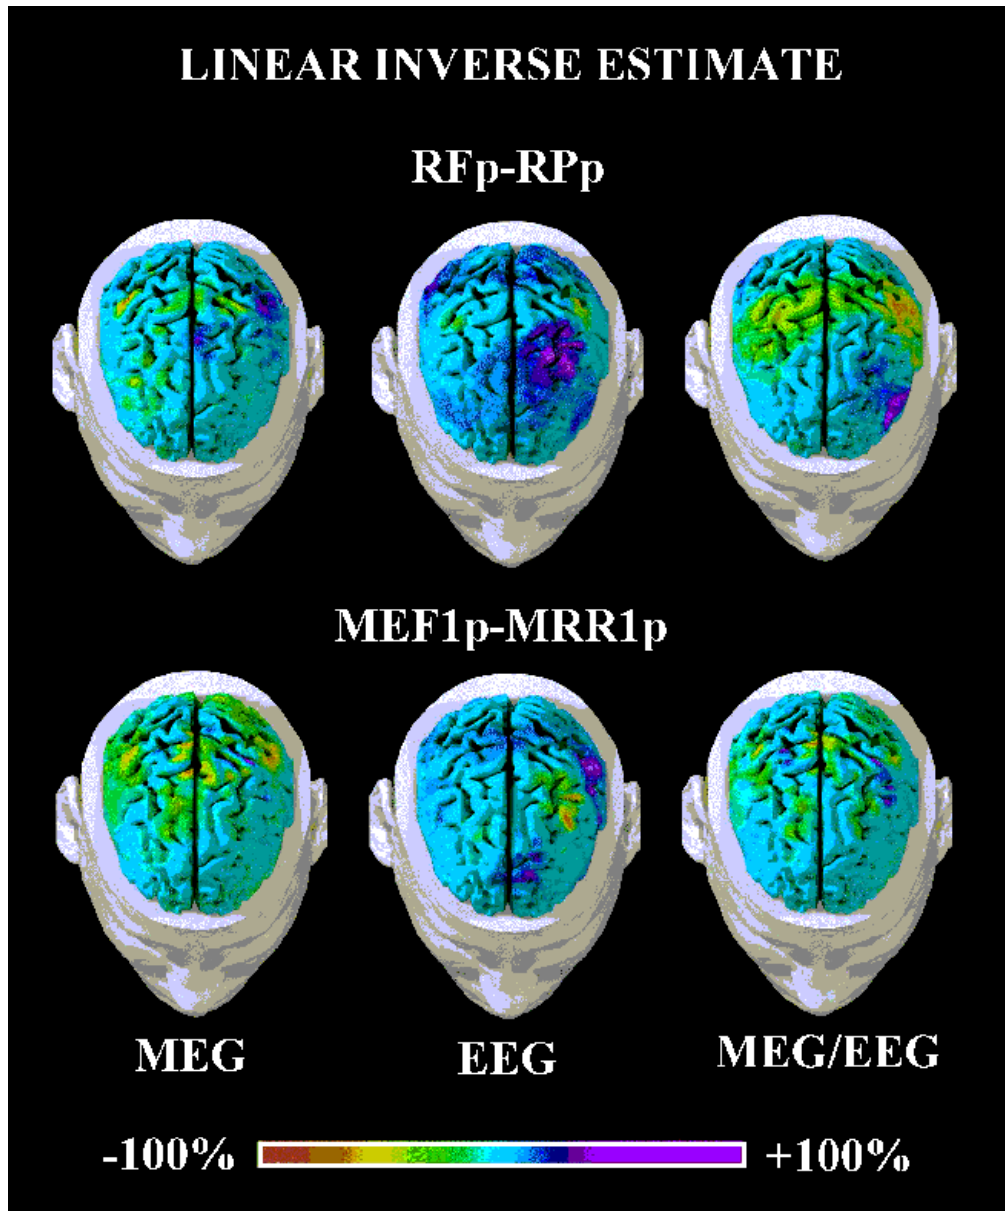 LINEAR INVERSE ESTIMATE
RFp-RPp
MEF1p-MRR1p
MEG EEG MEG/EEG
-100% +100%